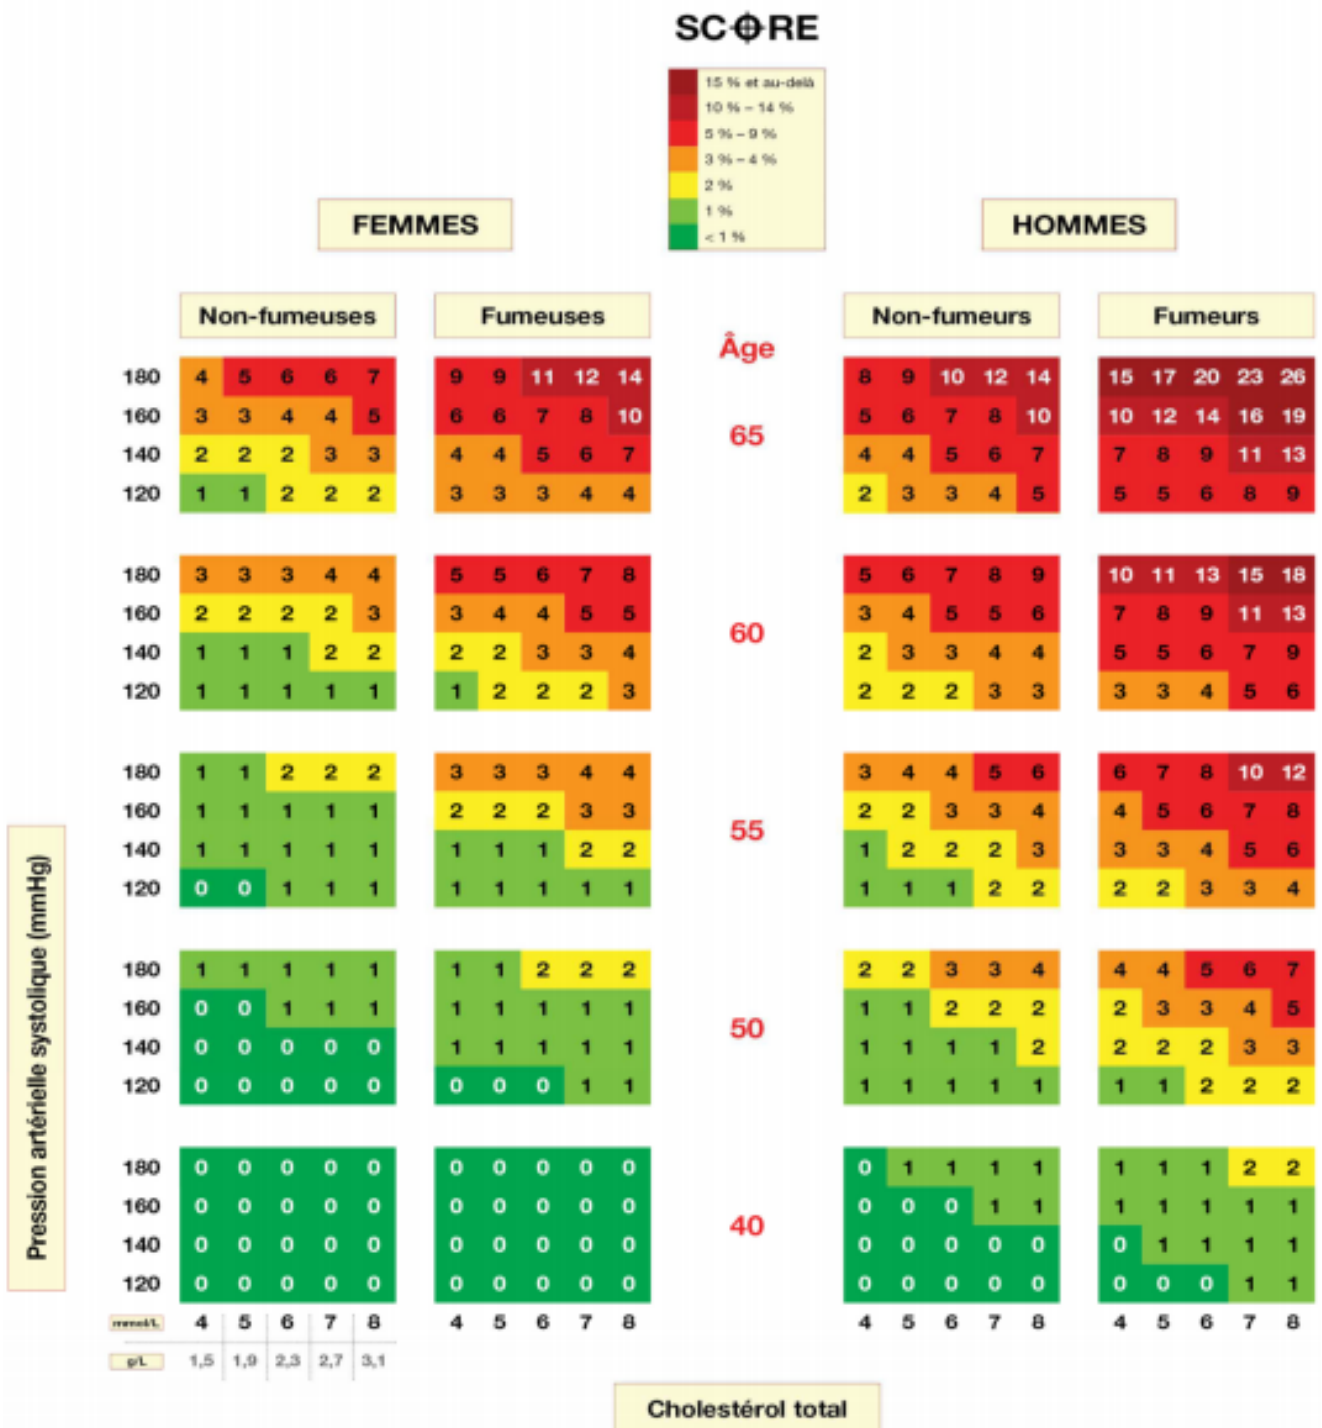 SCORE
15 % et au-delà
10 % – 14 %
5 % – 9 %
3 % – 4 %
2 %
1 %
< 1 %
FEMMES HOMMES
Non-fumeuses Fumeuses Non-fumeurs Fumeurs
Âge
180 4 5 6 6 7 9 9 11 12 14 8 9 10 12 14 15 17 20 23 26
160 3 3 4 4 5 6 6 7 8 10 5 6 7 8 10 10 12 14 16 19
65
140 2 2 2 3 3 4 4 5 6 7 4 4 5 6 7 7 8 9 11 13
120 1 1 2 2 2 3 3 3 4 4 2 3 3 4 5 5 5 6 8 9
180 3 3 3 4 4 5 5 6 7 8 5 6 7 8 9 10 11 13 15 18
160 2 2 2 2 3 3 4 4 5 5 3 4 5 5 6 7 8 9 11 13
60
140 1 1 1 2 2 2 2 3 3 4 2 3 3 4 4 5 5 6 7 9
120 1 1 1 1 1 1 2 2 2 3 2 2 2 3 3 3 3 4 5 6
180 1 1 2 2 2 3 3 3 4 4 3 4 4 5 6 6 7 8 10 12
160 1 1 1 1 1 2 2 2 3 3 2 2 3 3 4 4 5 6 7 8
55
140 1 1 1 1 1 1 1 1 2 2 1 2 2 2 3 3 3 4 5 6
120 0 0 1 1 1 1 1 1 1 1 1 1 1 2 2 2 2 3 3 4
180 1 1 1 1 1 1 1 2 2 2 2 2 3 3 4 4 4 5 6 7
160 0 0 1 1 1 1 1 1 1 1 1 1 2 2 2 2 3 3 4 5
50
140 0 0 0 0 0 1 1 1 1 1 1 1 1 1 2 2 2 2 3 3
120 0 0 0 0 0 0 0 0 1 1 1 1 1 1 1 1 1 2 2 2
180 0 0 0 0 0 0 0 0 0 0 0 1 1 1 1 1 1 1 2 2
160 0 0 0 0 0 0 0 0 0 0 0 0 0 1 1 1 1 1 1 1
40
140 0 0 0 0 0 0 0 0 0 0 0 0 0 0 0 0 1 1 1 1
120 0 0 0 0 0 0 0 0 0 0 0 0 0 0 0 0 0 0 1 1
mmol/L 4 5 6 7 8 4 5 6 7 8 4 5 6 7 8 4 5 6 7 8
g/L 1,5 1,9 2,3 2,7 3,1
Pression artérielle systolique (mmHg)
Cholestérol total